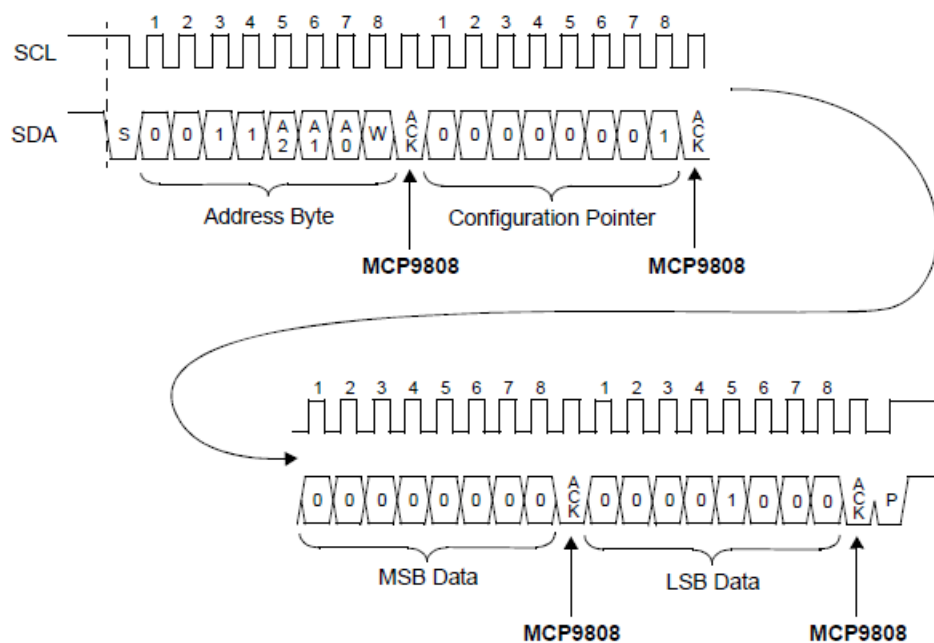 1 2 3 4 5 6 7 8 1 2 3 4 5 6 7 8
SCL
SDA S 0 0 1 1 A2 A1 A0 W ACK 0 0 0 0 0 0 0 1 ACK
Address Byte Configuration Pointer
MCP9808 MCP9808
1 2 3 4 5 6 7 8 1 2 3 4 5 6 7 8
0 0 0 0 0 0 0 0 ACK 0 0 0 0 1 0 0 0 ACK P
MSB Data LSB Data
MCP9808 MCP9808